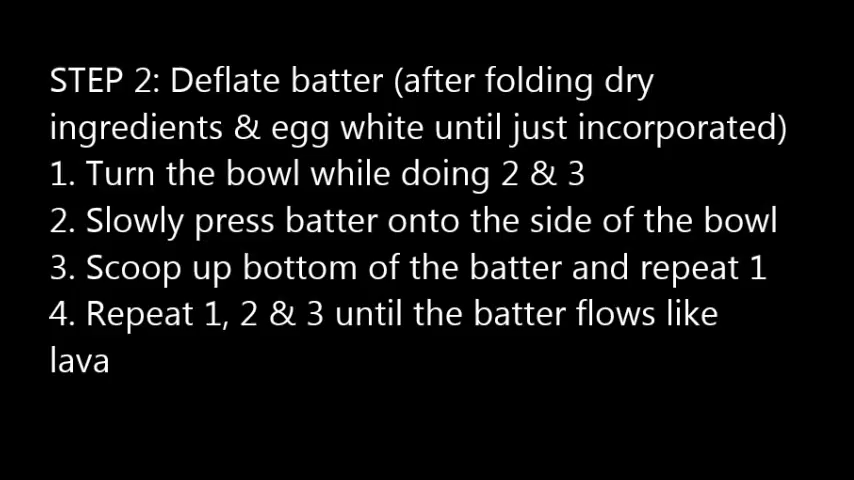 STEP 2: Deflate batter (after folding dry
ingredients & egg white until just incorporated)
1. Turn the bowl while doing 2 & 3
2. Slowly press batter onto the side of the bowl
3. Scoop up bottom of the batter and repeat 1
4. Repeat 1, 2 & 3 until the batter flows like
lava